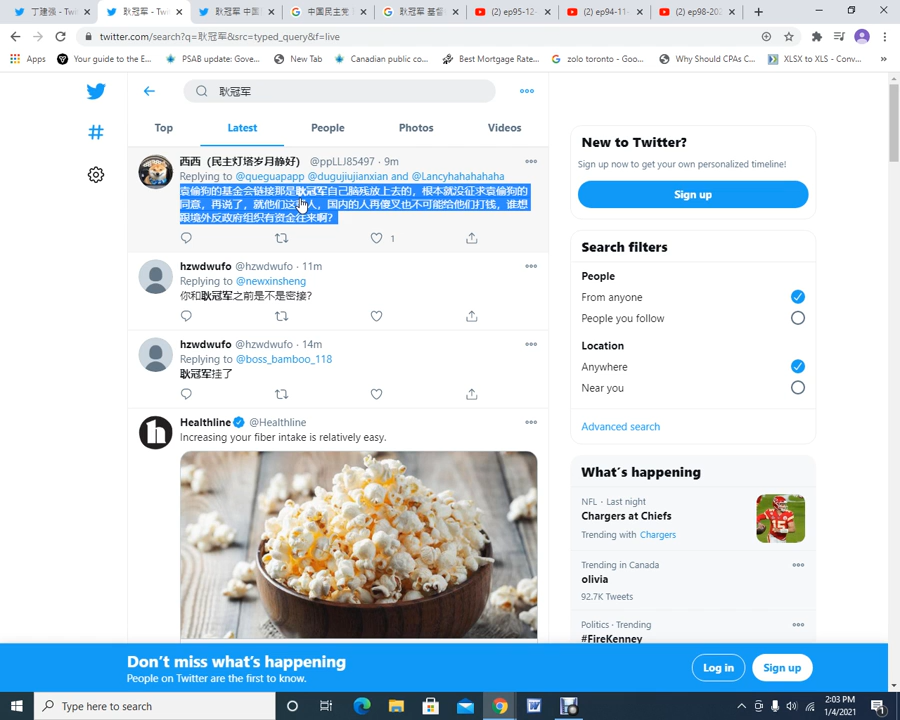 丁建强 - Twi
耿冠军 - Twi
(2) 耿冠军 中国
中国民主党
耿冠军 基督
(2) ep95-12-
(2) ep94-11-
(2) ep98-202
twitter.com/search?q=耿冠军&src=typed_query&f=live
Apps
Your guide to the E...
PSAB update: Gove...
New Tab
Canadian public co...
Best Mortgage Rate...
zolo toronto - Goo...
Why Should CPAs C...
XLSX to XLS - Conv...
耿冠军
Top
Latest
People
Photos
Videos
西西（民主灯塔岁月静好） @ppLLJ85497 · 9m
Replying to @queguapapp @dugujiujianxian and @Lancyhahahahaha
袁偷狗的基金会链接那是耿冠军自己脑残放上去的，根本就没征求袁偷狗的
同意，再说了，就他们这 人，国内的人再傻叉也不可能给他们打钱，谁想
跟境外反政府组织有资金往来啊？
1
hzwdwufo @hzwdwufo · 11m
Replying to @newxinsheng
你和耿冠军之前是不是密接？
hzwdwufo @hzwdwufo · 14m
Replying to @boss_bamboo_118
耿冠军挂了
Healthline @Healthline
Increasing your fiber intake is relatively easy.
h
New to Twitter?
Sign up now to get your own personalized timeline!
Sign up
Search filters
People
From anyone
People you follow
Location
Anywhere
Near you
Advanced search
What's happening
NFL · Last night
Chargers at Chiefs
Trending with Chargers
Trending in Canada
olivia
92.7K Tweets
Politics · Trending
#FireKenney
Don't miss what's happening
People on Twitter are the first to know.
Log in
Sign up
Type here to search
2:03 PM
1/4/2021